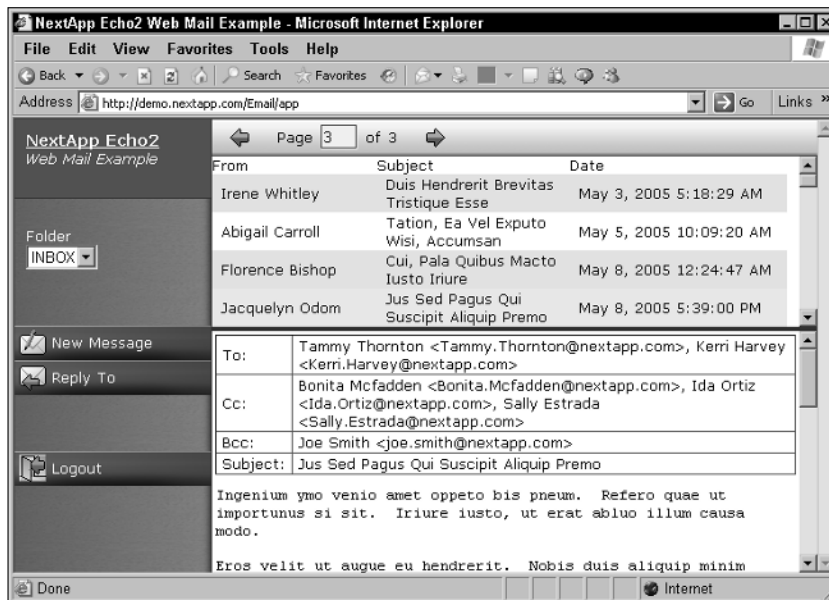 NextApp Echo2 Web Mail Example - Microsoft Internet Explorer
File Edit View Favorites Tools Help
Back Search Favorites
Address http://demo.nextapp.com/Email/app Go Links »
NextApp Echo2
Web Mail Example
Page 3 of 3
From Subject Date
Irene Whitley Duis Hendrerit Brevitas Tristique Esse May 3, 2005 5:18:29 AM
Abigail Carroll Tation, Ea Vel Exputo Wisi, Accumsan May 5, 2005 10:09:20 AM
Florence Bishop Cui, Pala Quibus Macto Iusto Iriure May 8, 2005 12:24:47 AM
Jacquelyn Odom Jus Sed Pagus Qui Suscipit Aliquip Premo May 8, 2005 5:39:00 PM
Folder
INBOX
New Message
Reply To
Logout
To: Tammy Thornton <Tammy.Thornton@nextapp.com>, Kerri Harvey
<Kerri.Harvey@nextapp.com>
Cc: Bonita Mcfadden <Bonita.Mcfadden@nextapp.com>, Ida Ortiz
<Ida.Ortiz@nextapp.com>, Sally Estrada
<Sally.Estrada@nextapp.com>
Bcc: Joe Smith <joe.smith@nextapp.com>
Subject: Jus Sed Pagus Qui Suscipit Aliquip Premo
Ingenium ymo venio amet oppeto bis pneum. Refero quae ut
importunus si sit. Iriure iusto, ut erat abluo illum causa
modo.
Eros velit ut augue eu hendrerit. Nobis duis aliquip minim
Done Internet